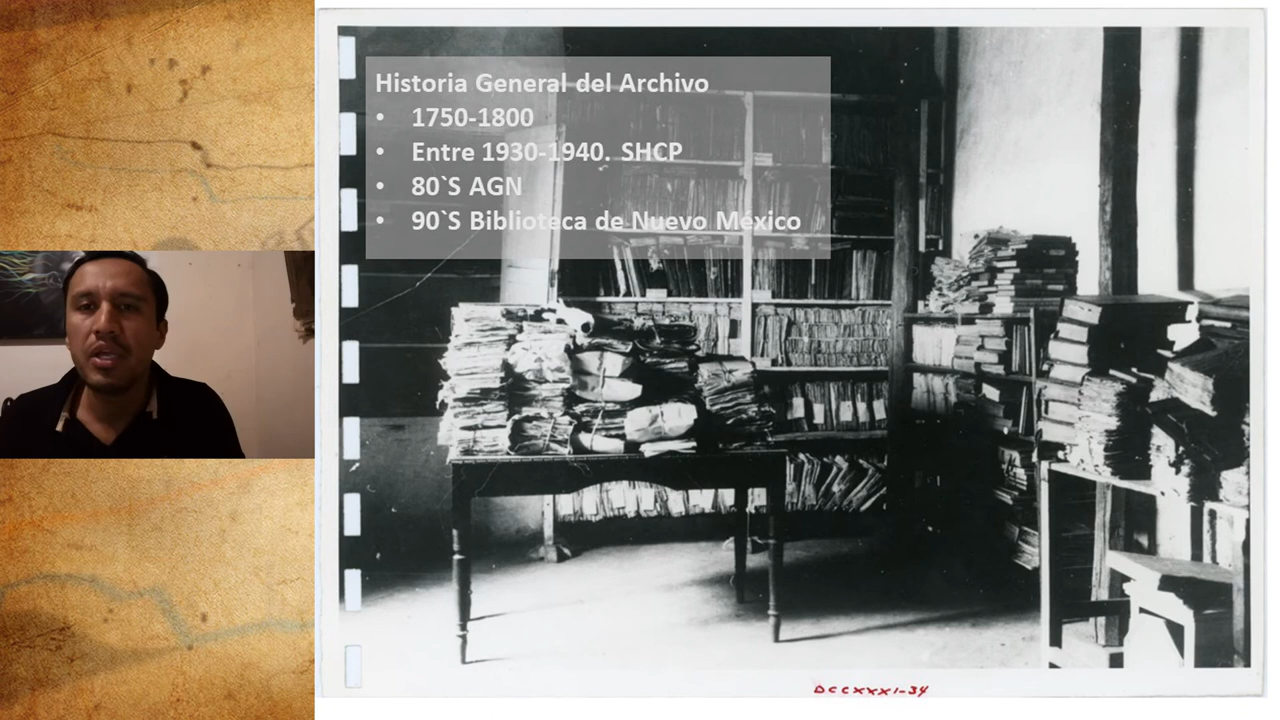 Historia General del Archivo
• 1750-1800
• Entre 1930-1940. SHCP
• 80`S AGN
• 90`S Biblioteca de Nuevo México
DCCXXXI-34